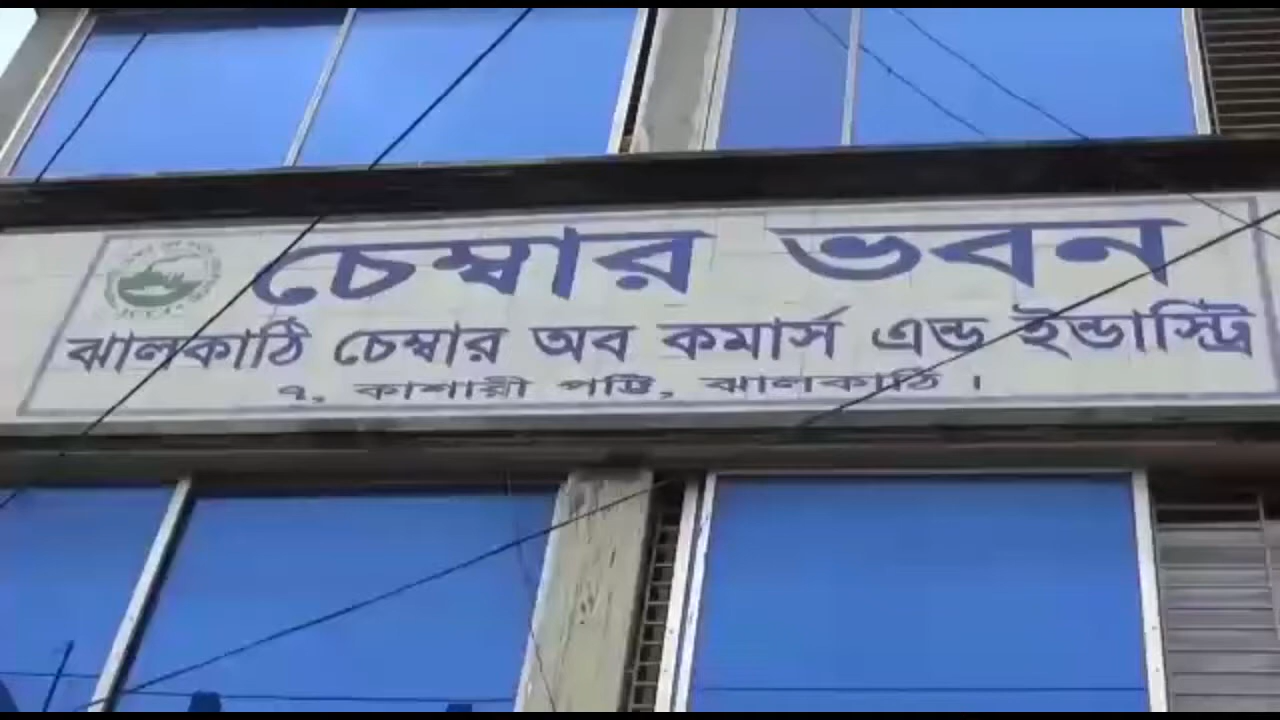 চেম্বার ভবন
ঝালকাঠি চেম্বার অব কমার্স এন্ড ইন্ডাস্ট্রি
৭, কাশারী পট্টি, ঝালকাঠি ।